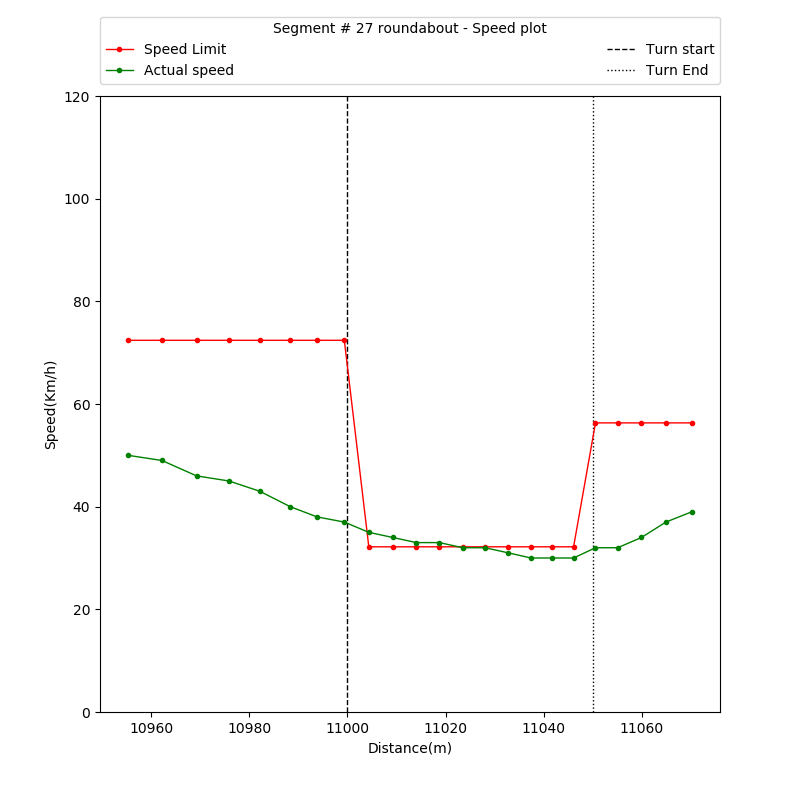 Segment # 27 roundabout - Speed plot
Speed Limit
Actual speed
Turn start
Turn End
120
100
80
60
40
20
0
Speed(Km/h)
10960 10980 11000 11020 11040 11060
Distance(m)